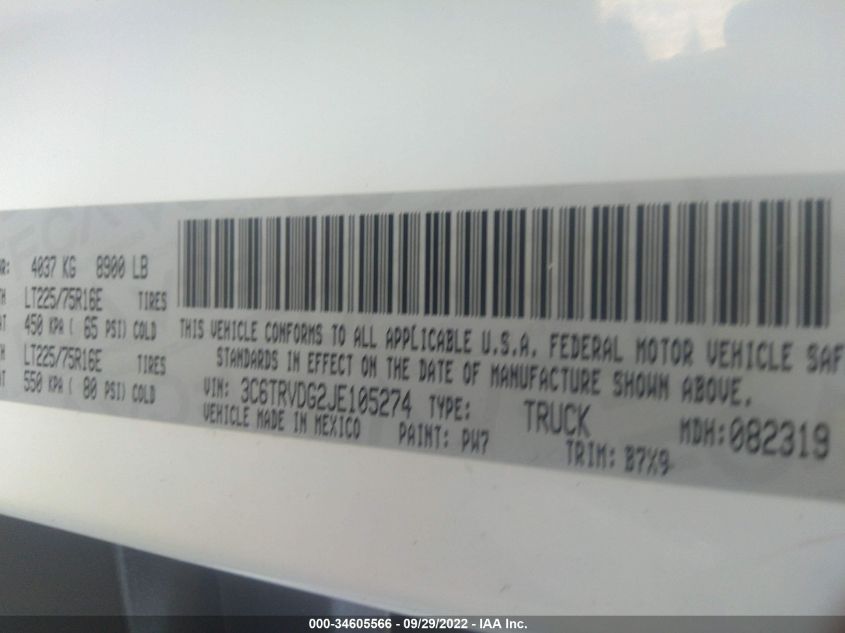 4037 KG 8900 LB
LT225/75R16E TIRES
450 KPA ( 65 PSI) COLD
LT225/75R16E TIRES
550 KPA ( 80 PSI) COLD
THIS VEHICLE CONFORMS TO ALL APPLICABLE U.S.A. FEDERAL MOTOR VEHICLE SAF
STANDARDS IN EFFECT ON THE DATE OF MANUFACTURE SHOWN ABOVE.
VIN: 3C6TRVDG2JE105274 TYPE: TRUCK MDH:082319
VEHICLE MADE IN MEXICO PAINT: PW7 TRIM: B7X9
000-34605566 - 09/29/2022 - IAA Inc.